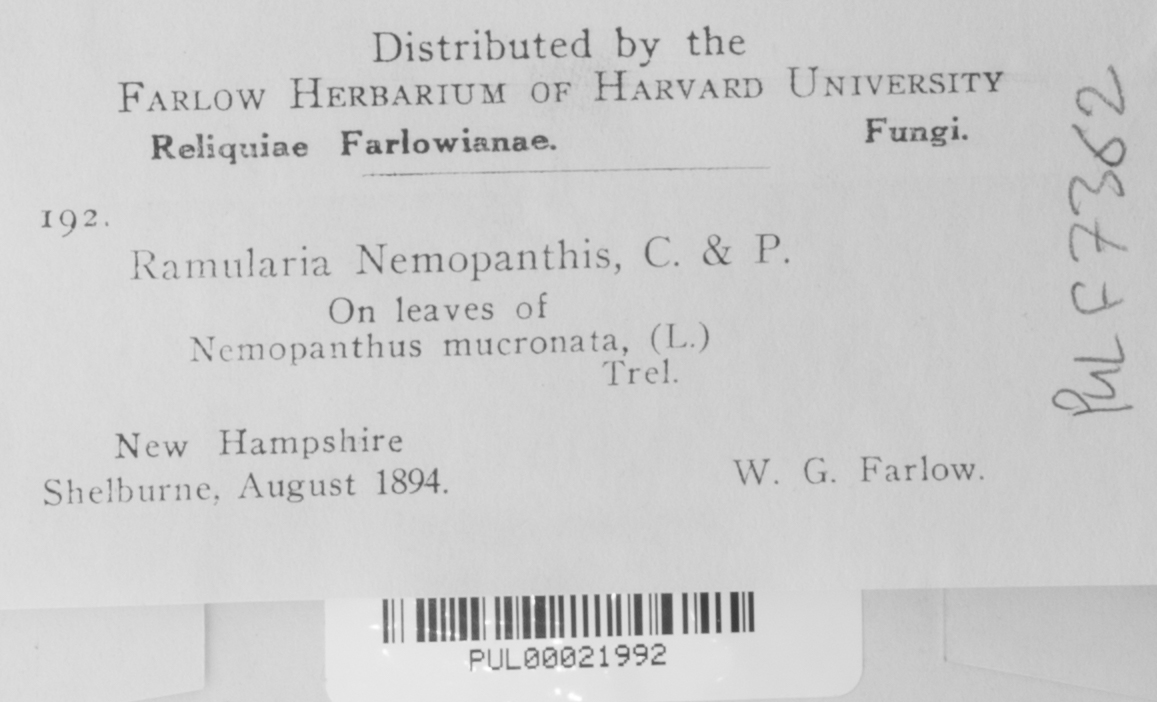 Distributed by the
FARLOW HERBARIUM OF HARVARD UNIVERSITY
Reliquiae Farlowianae. Fungi.
192.
Ramularia Nemopanthis, C. & P.
On leaves of
Nemopanthus mucronata, (L.)
Trel.
New Hampshire
Shelburne, August 1894. W. G. Farlow.
PUL F7362
PUL00021992